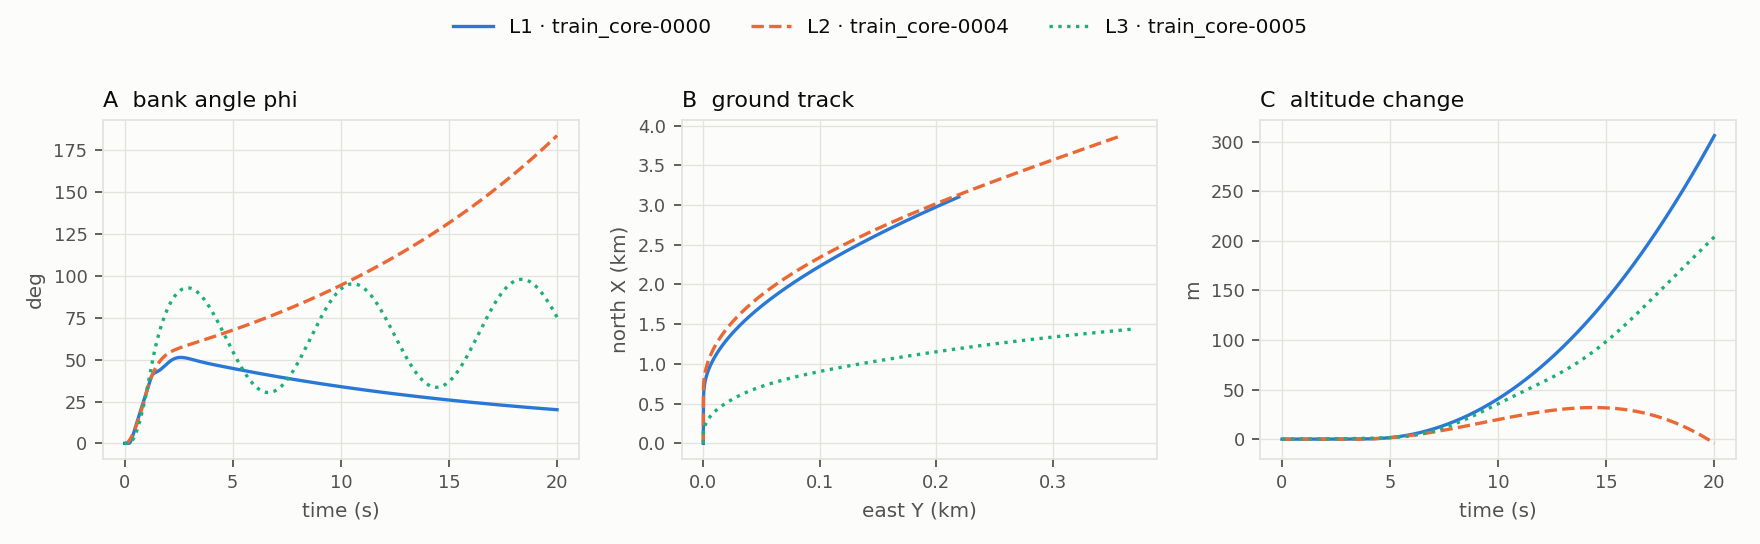 L1 · train_core-0000 L2 · train_core-0004 L3 · train_core-0005
A bank angle phi
175
150
125
100
75
50
25
0
deg
0 5 10 15 20
time (s)
B ground track
4.0
3.5
3.0
2.5
2.0
1.5
1.0
0.5
0.0
north X (km)
0.0 0.1 0.2 0.3
east Y (km)
C altitude change
300
250
200
150
100
50
0
m
0 5 10 15 20
time (s)